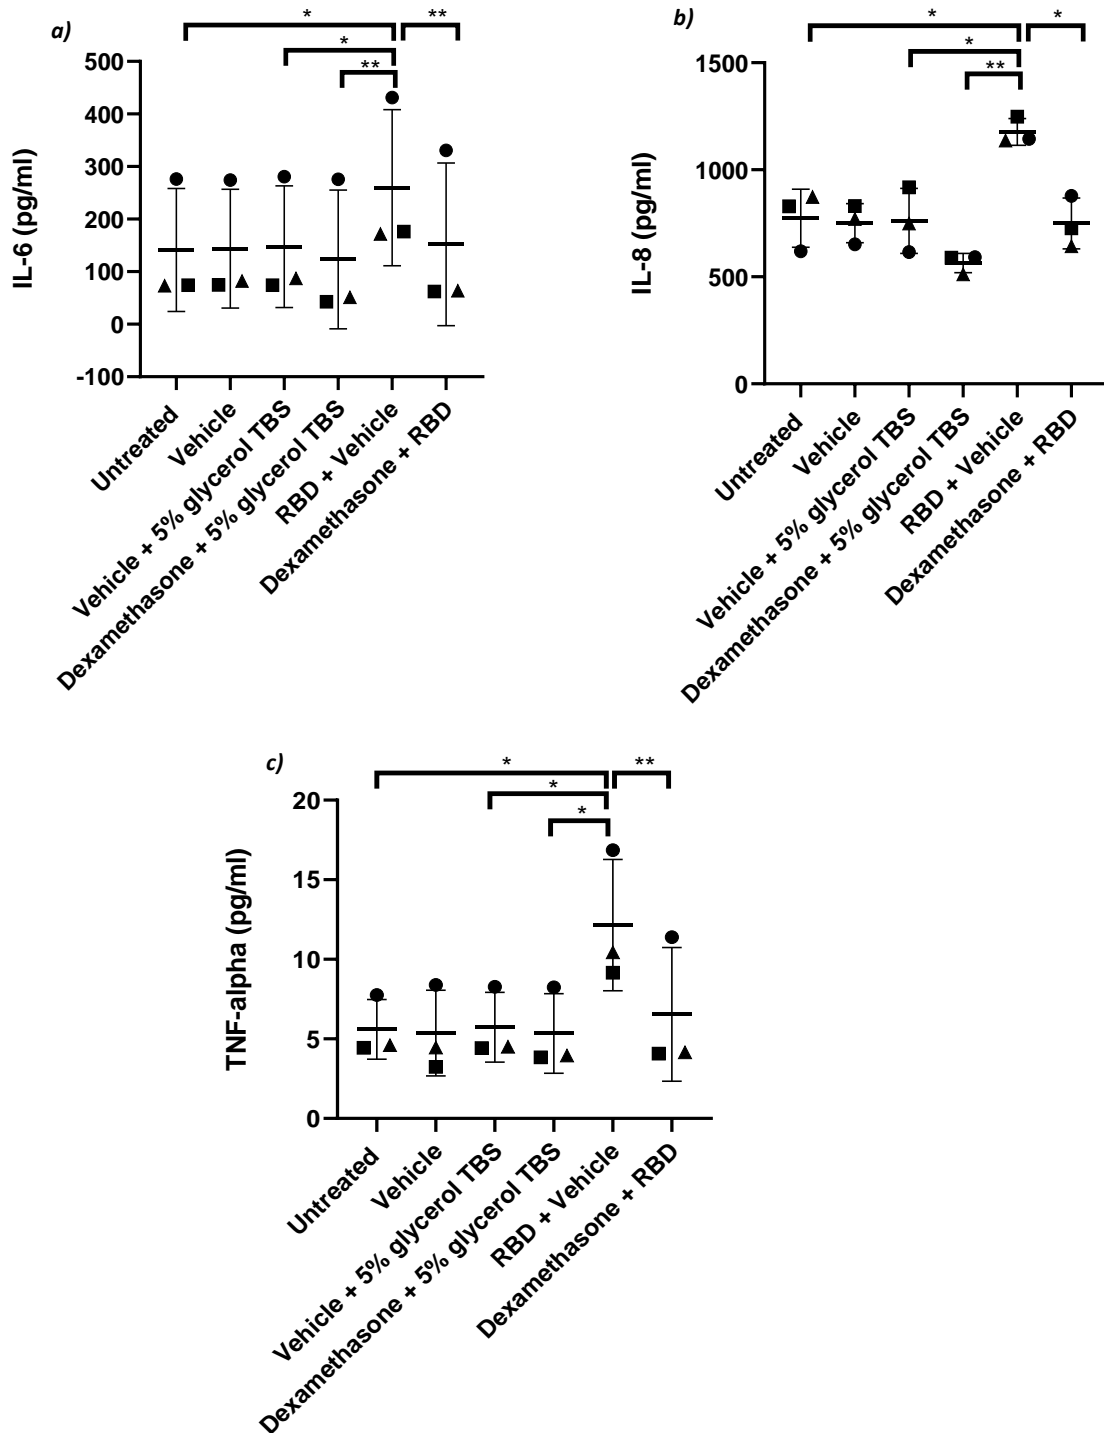 a)
*
**
*
**
500
400
300
200
100
0
-100
IL-6 (pg/ml)
Untreated
Vehicle
Vehicle + 5% glycerol TBS
Dexamethasone + 5% glycerol TBS
RBD + Vehicle
Dexamethasone + RBD
b)
*
*
*
**
1500
1000
500
0
IL-8 (pg/ml)
Untreated
Vehicle
Vehicle + 5% glycerol TBS
Dexamethasone + 5% glycerol TBS
RBD + Vehicle
Dexamethasone + RBD
c)
*
**
*
*
20
15
10
5
0
TNF-alpha (pg/ml)
Untreated
Vehicle
Vehicle + 5% glycerol TBS
Dexamethasone + 5% glycerol TBS
RBD + Vehicle
Dexamethasone + RBD